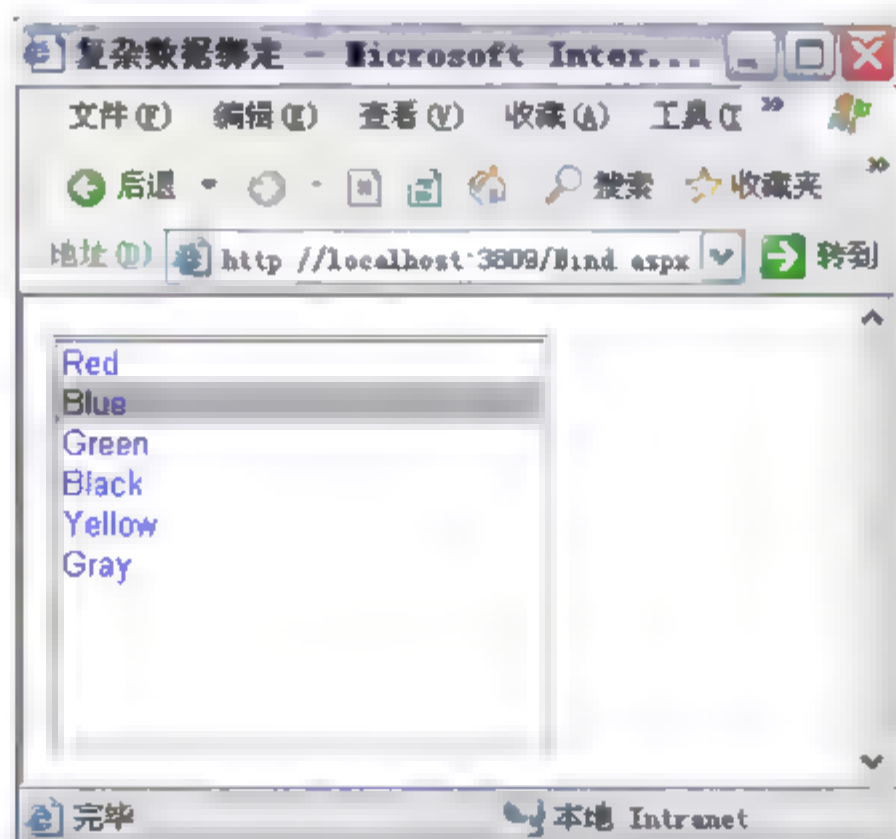 复杂数据绑定 - Microsoft Inter...
文件(F) 编辑(E) 查看(V) 收藏(A) 工具(T »
后退 搜索 收藏夹 »
地址(D) http://localhost:3809/Bind.aspx 转到
Red
Blue
Green
Black
Yellow
Gray
完毕 本地 Intranet